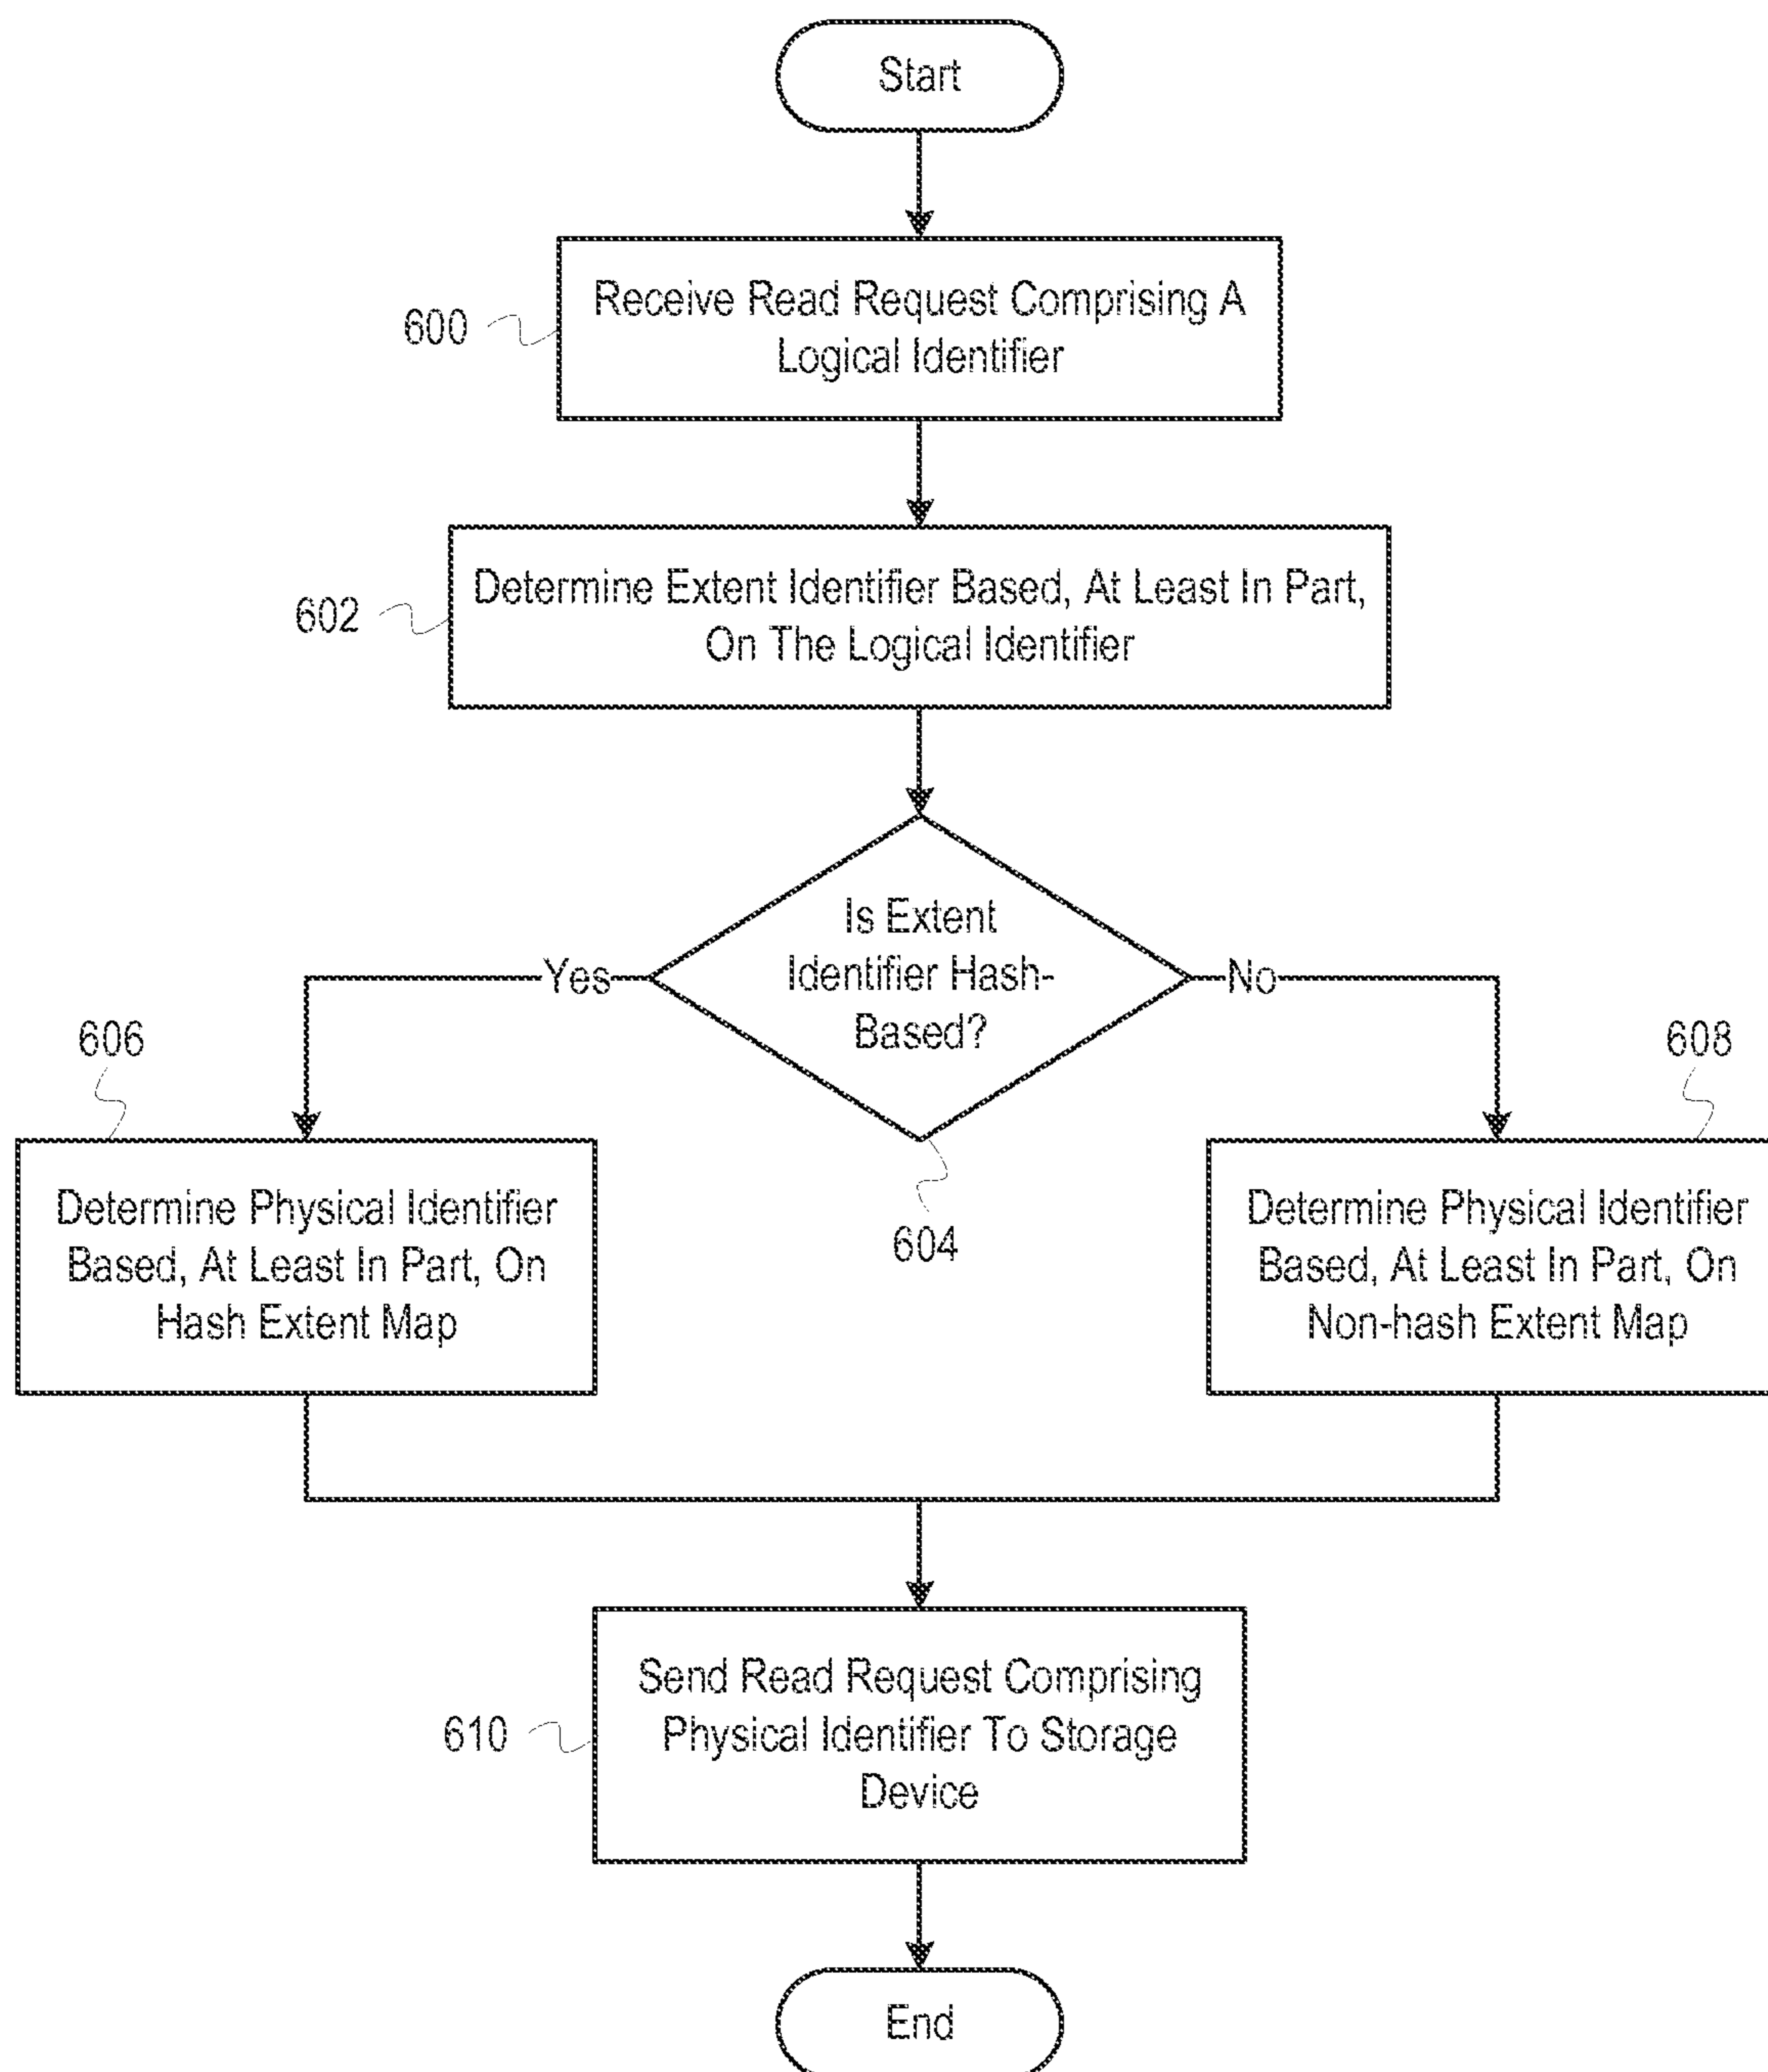 Start
600
Receive Read Request Comprising A
Logical Identifier
602
Determine Extent Identifier Based, At Least In Part,
On The Logical Identifier
Is Extent
Identifier Hash-
Based?
Yes
No
606
608
604
Determine Physical Identifier
Based, At Least In Part, On
Hash Extent Map
Determine Physical Identifier
Based, At Least In Part, On
Non-hash Extent Map
610
Send Read Request Comprising
Physical Identifier To Storage
Device
End